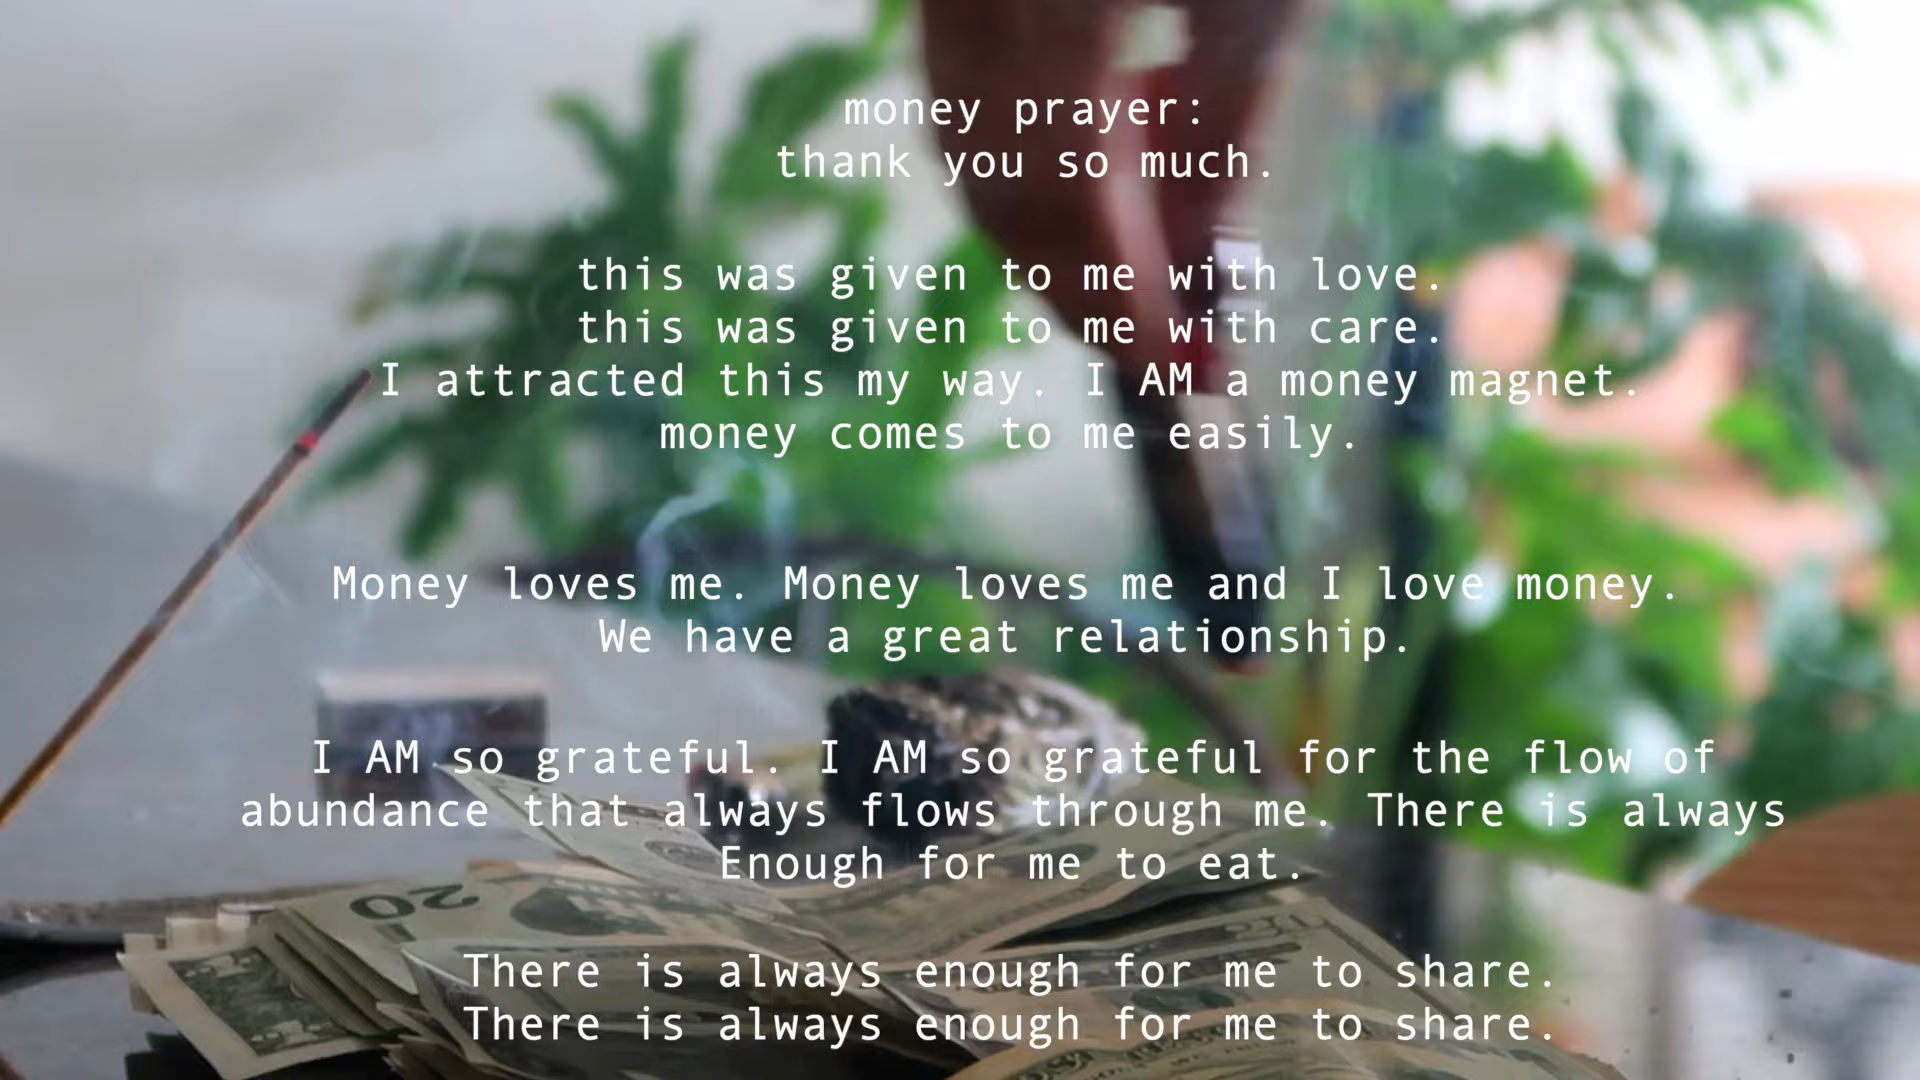 money prayer:
thank you so much.
this was given to me with love.
this was given to me with care.
I attracted this my way. I AM a money magnet.
money comes to me easily.
Money loves me. Money loves me and I love money.
We have a great relationship.
I AM so grateful. I AM so grateful for the flow of
abundance that always flows through me. There is always
Enough for me to eat.
20
There is always enough for me to share.
There is always enough for me to share.